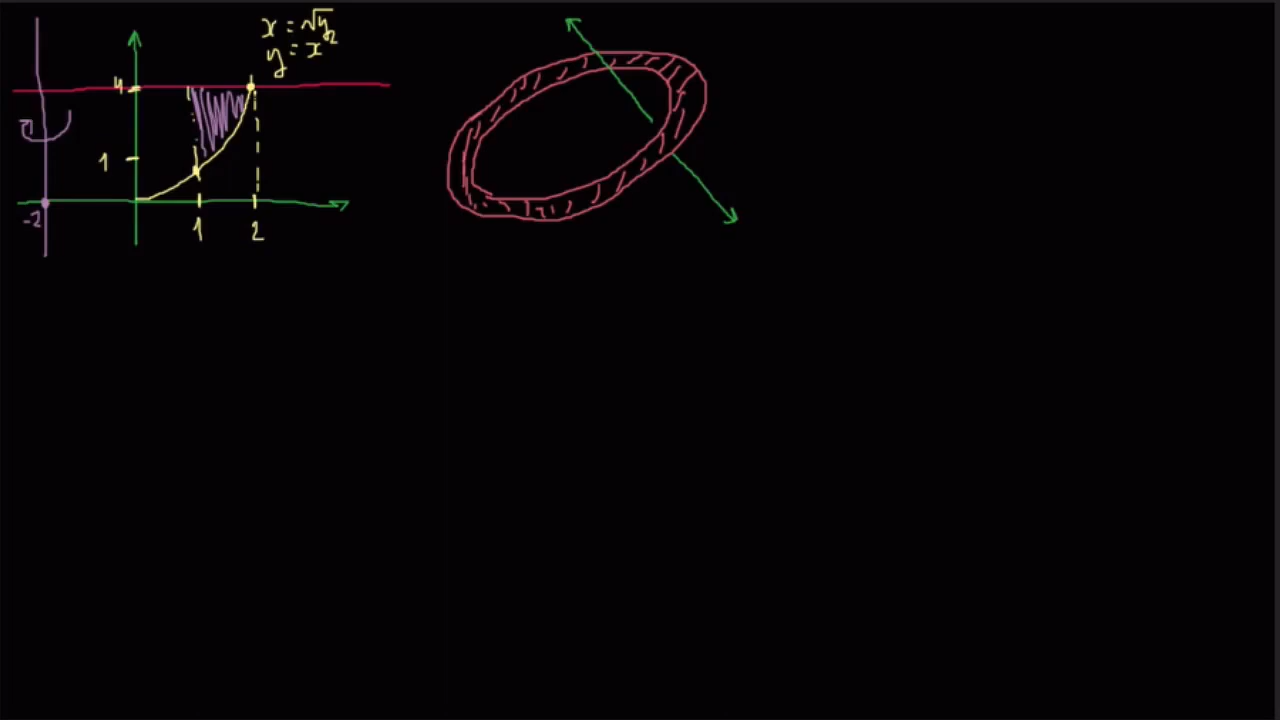 x = √y
y = x²
4
1
-2
1 2